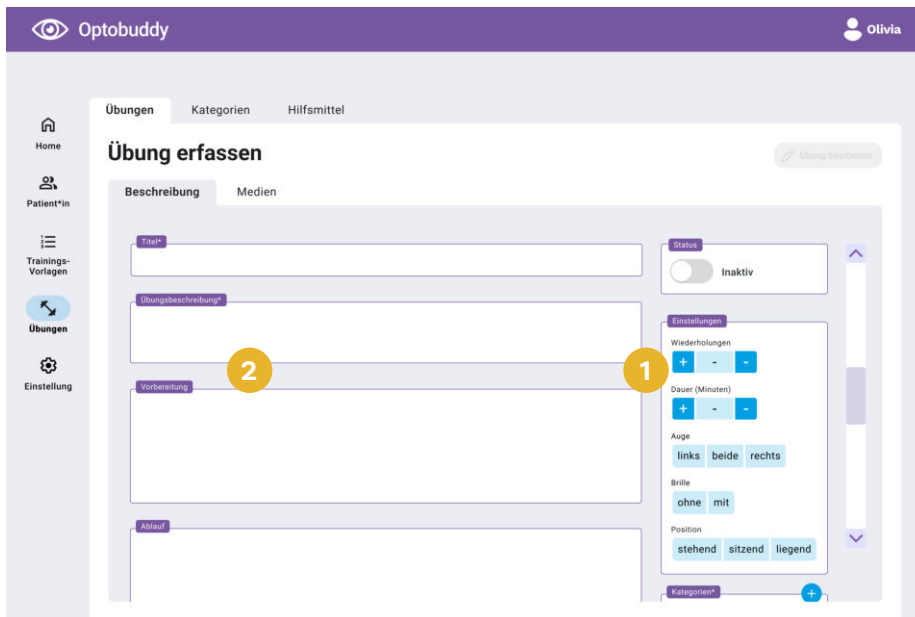 Optobuddy
Olivia
Übungen Kategorien Hilfsmittel
Home
Patient*in
Trainings-
Vorlagen
Übungen
Einstellung
Übung erfassen
Übung bearbeiten
Beschreibung Medien
Titel*
Übungsbeschreibung*
2
Vorbereitung
Ablauf
Status
Inaktiv
Einstellungen
Wiederholungen
+ - -
1
Dauer (Minuten)
+ - -
Auge
links beide rechts
Brille
ohne mit
Position
stehend sitzend liegend
Kategorien*
+